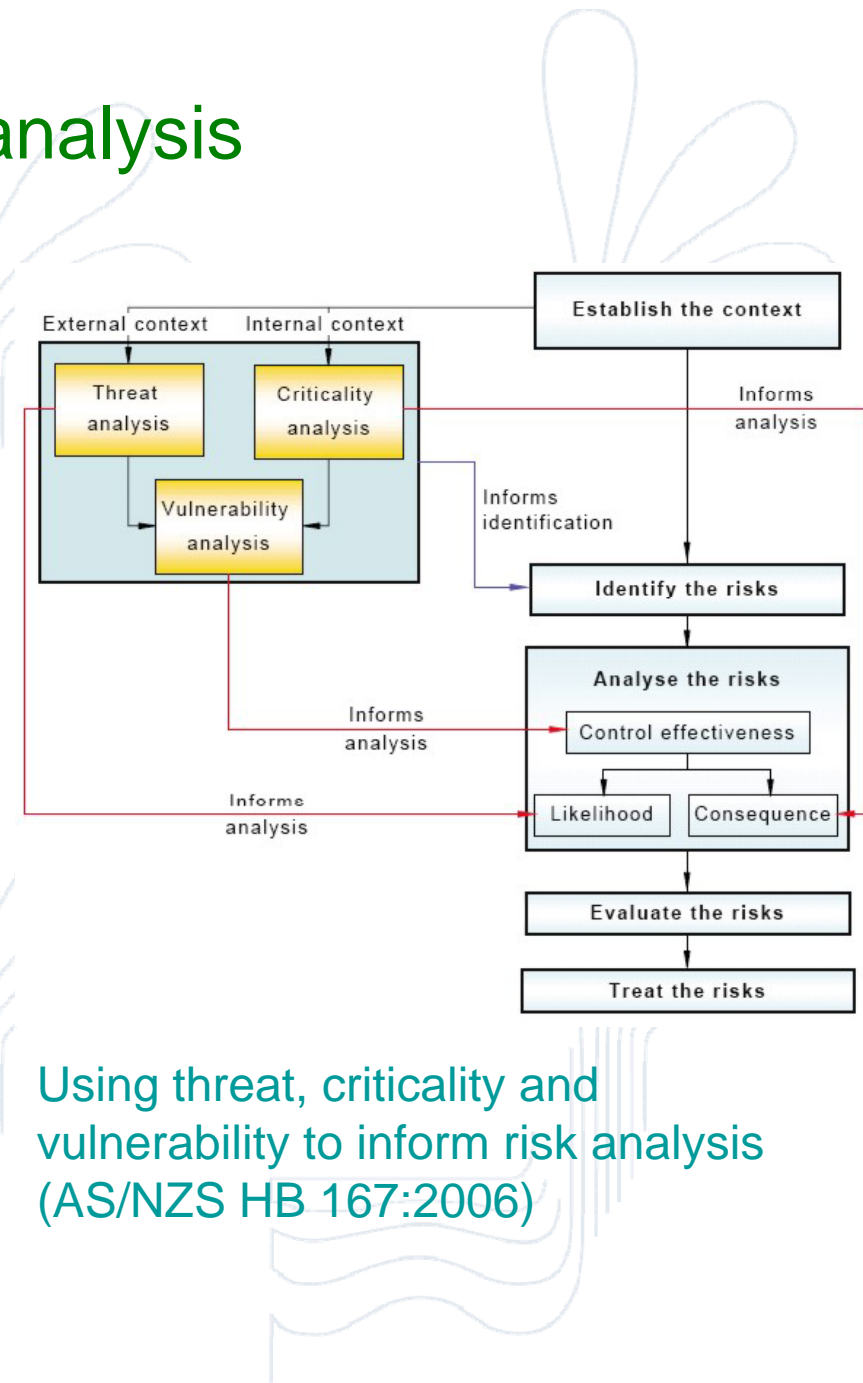 analysis
Establish the context
External context
Internal context
Threat
analysis
Criticality
analysis
Informs
analysis
Vulnerability
analysis
Informs
identification
Identify the risks
Analyse the risks
Informs
analysis
Control effectiveness
Informs
analysis
Likelihood
Consequence
Evaluate the risks
Treat the risks
Using threat, criticality and
vulnerability to inform risk analysis
(AS/NZS HB 167:2006)